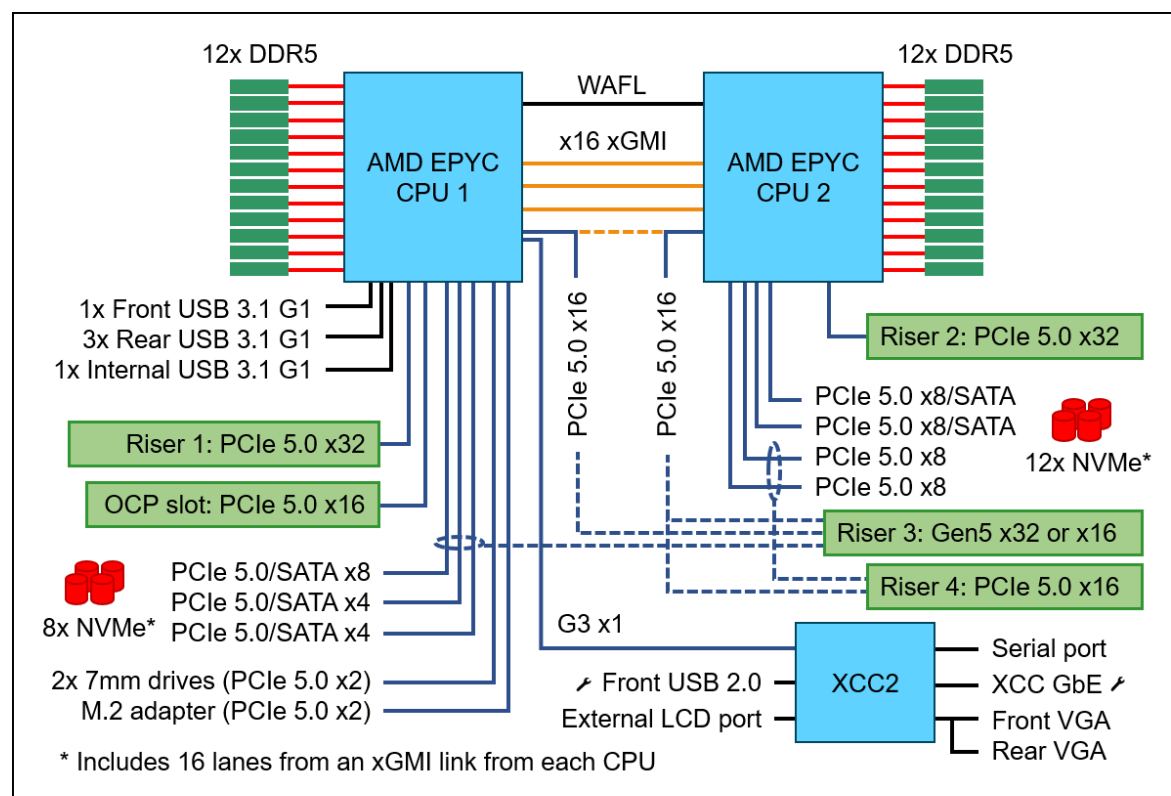 12x DDR5
12x DDR5
WAFL
x16 xGMI
AMD EPYC
CPU 1
AMD EPYC
CPU 2
1x Front USB 3.1 G1
3x Rear USB 3.1 G1
1x Internal USB 3.1 G1
PCIe 5.0 x16
PCIe 5.0 x16
Riser 2: PCIe 5.0 x32
PCIe 5.0 x8/SATA
PCIe 5.0 x8/SATA
PCIe 5.0 x8
PCIe 5.0 x8
12x NVMe*
Riser 1: PCIe 5.0 x32
OCP slot: PCIe 5.0 x16
Riser 3: Gen5 x32 or x16
Riser 4: PCIe 5.0 x16
PCIe 5.0/SATA x8
PCIe 5.0/SATA x4
PCIe 5.0/SATA x4
8x NVMe*
G3 x1
2x 7mm drives (PCIe 5.0 x2)
M.2 adapter (PCIe 5.0 x2)
Front USB 2.0
External LCD port
XCC2
Serial port
XCC GbE
Front VGA
Rear VGA
* Includes 16 lanes from an xGMI link from each CPU